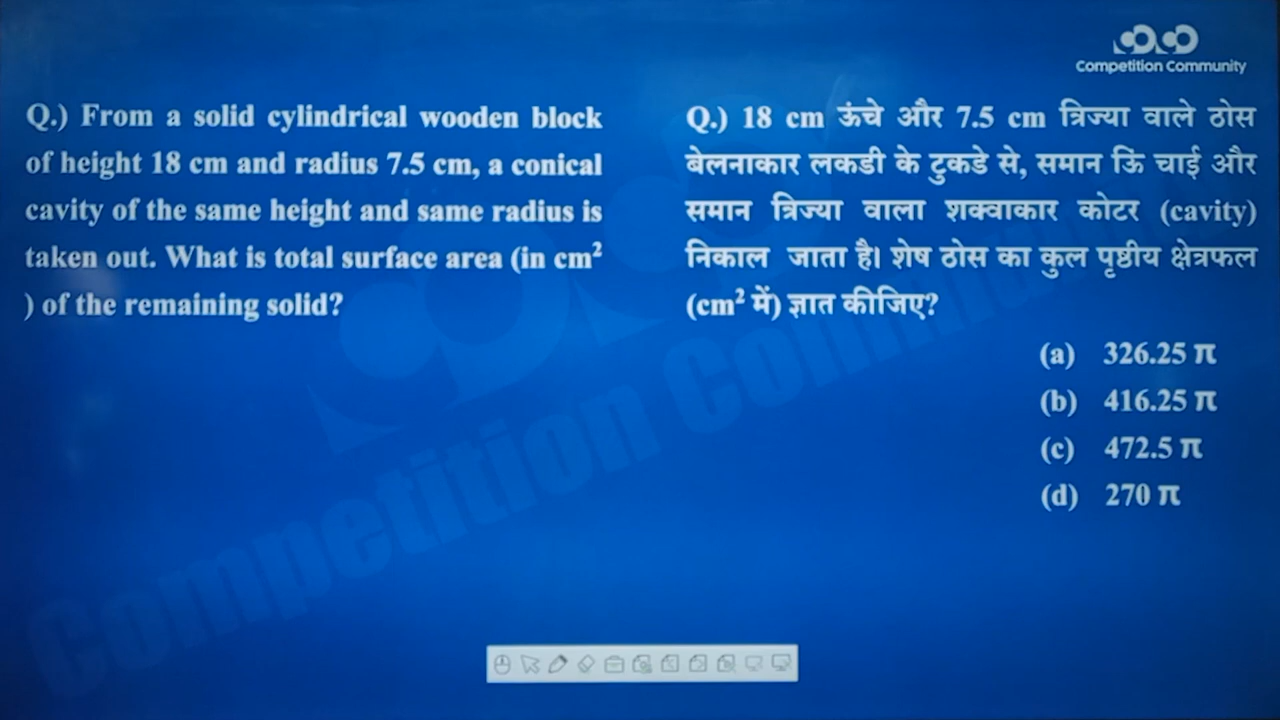 Competition Community
Q.) From a solid cylindrical wooden block
of height 18 cm and radius 7.5 cm, a conical
cavity of the same height and same radius is
taken out. What is total surface area (in cm²
) of the remaining solid?
Q.) 18 cm ऊंचे और 7.5 cm त्रिज्या वाले ठोस
बेलनाकार लकडी के टुकडे से, समान ऊिं चाई और
समान त्रिज्या वाला शक्वाकार कोटर (cavity)
निकाल जाता है। शेष ठोस का कुल पृष्ठीय क्षेत्रफल
(cm² में) ज्ञात कीजिए?
(a) 326.25 π
(b) 416.25 π
(c) 472.5 π
(d) 270 π
Competition Community